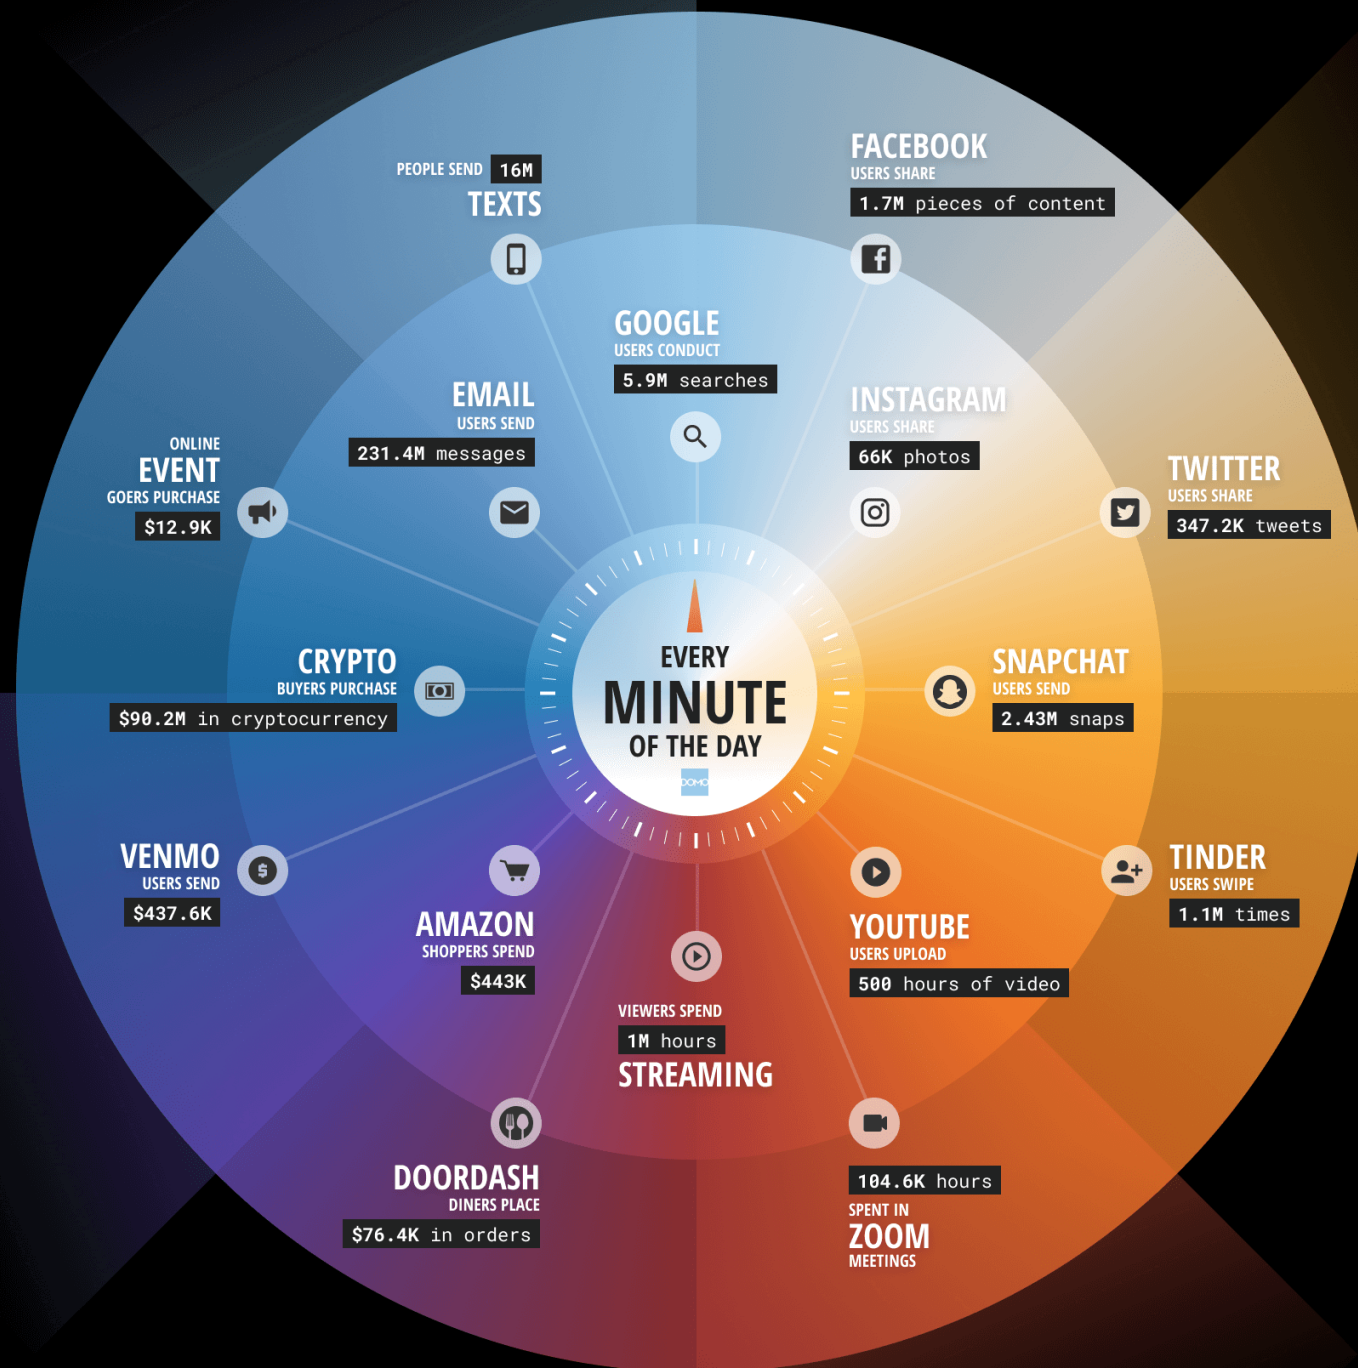 PEOPLE SEND 16M
TEXTS
FACEBOOK
USERS SHARE
1.7M pieces of content
GOOGLE
USERS CONDUCT
5.9M searches
EMAIL
USERS SEND
231.4M messages
INSTAGRAM
USERS SHARE
66K photos
ONLINE
EVENT
GOERS PURCHASE
$12.9K
TWITTER
USERS SHARE
347.2K tweets
CRYPTO
BUYERS PURCHASE
$90.2M in cryptocurrency
EVERY
MINUTE
OF THE DAY
DOMO
SNAPCHAT
USERS SEND
2.43M snaps
VENMO
USERS SEND
$437.6K
AMAZON
SHOPPERS SPEND
$443K
VIEWERS SPEND
1M hours
STREAMING
YOUTUBE
USERS UPLOAD
500 hours of video
TINDER
USERS SWIPE
1.1M times
DOORDASH
DINERS PLACE
$76.4K in orders
104.6K hours
SPENT IN
ZOOM
MEETINGS